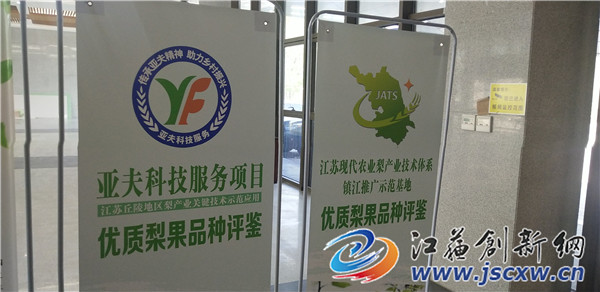 传承亚夫精神 助力乡村振兴
YF
亚夫科技服务
亚夫科技服务项目
江苏丘陵地区梨产业关键技术示范应用
优质梨果品种评鉴
JATS
江苏现代农业梨产业技术体系
镇江推广示范基地
优质梨果品种评鉴
江苏创新网
www.jscxw.cn